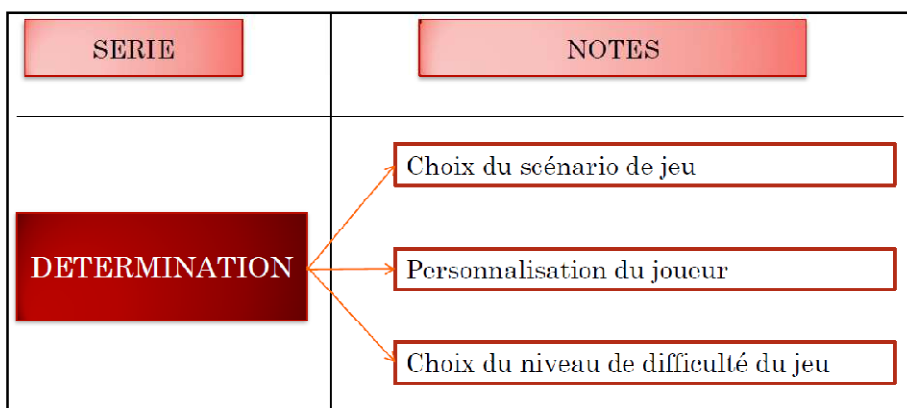 SERIE
NOTES
Choix du scénario de jeu
DETERMINATION
Personnalisation du joueur
Choix du niveau de difficulté du jeu